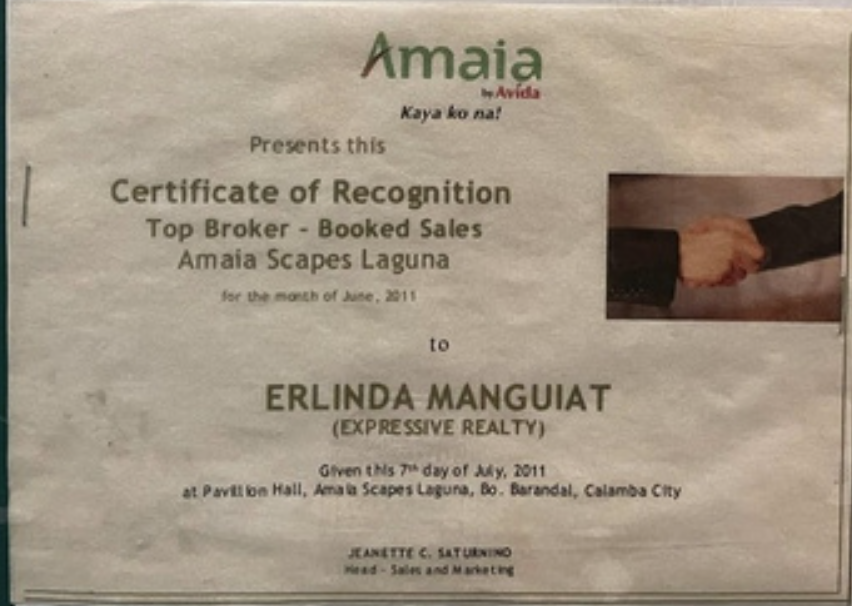 Amaia
by Avida
Kaya ko na!
Presents this
Certificate of Recognition
Top Broker - Booked Sales
Amaia Scapes Laguna
for the month of June, 2011
to
ERLINDA MANGUIAT
(EXPRESSIVE REALTY)
Given this 7th day of July, 2011
at Pavillion Hall, Amaia Scapes Laguna, Bo. Barandal, Calamba City
JEANETTE C. SATURNINO
Head - Sales and Marketing